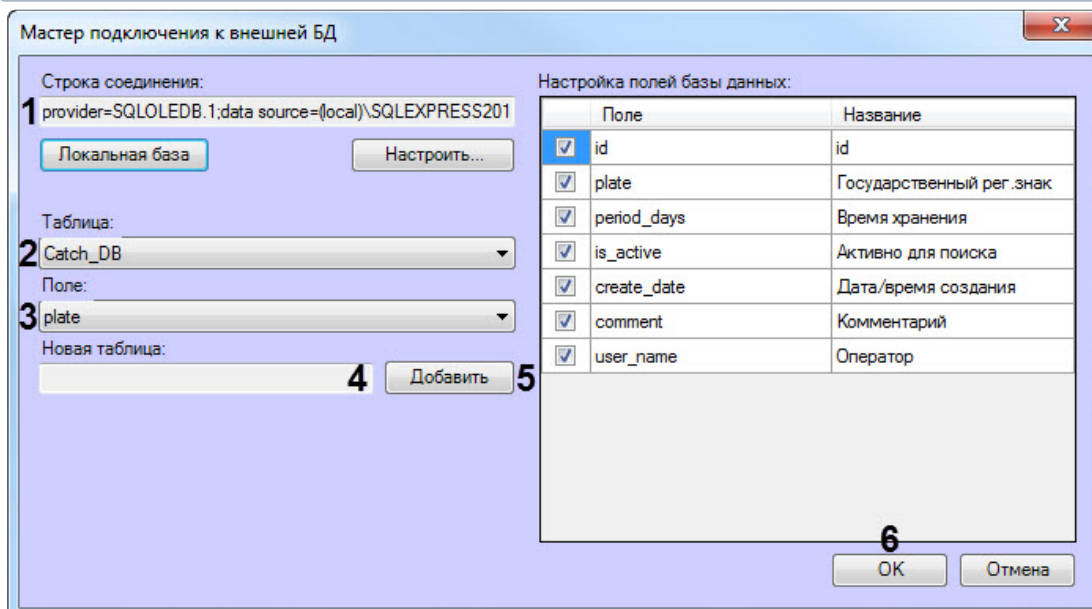 Мастер подключения к внешней БД
Строка соединения:
1 provider=SQLOLEDB.1;data source=(local)\SQLEXPRESS201
Локальная база Настроить...
Таблица:
2 Catch_DB
Поле:
3 plate
Новая таблица:
4 Добавить 5
Настройка полей базы данных:
Поле Название
id id
plate Государственный рег.знак
period_days Время хранения
is_active Активно для поиска
create_date Дата/время создания
comment Комментарий
user_name Оператор
6
OK Отмена